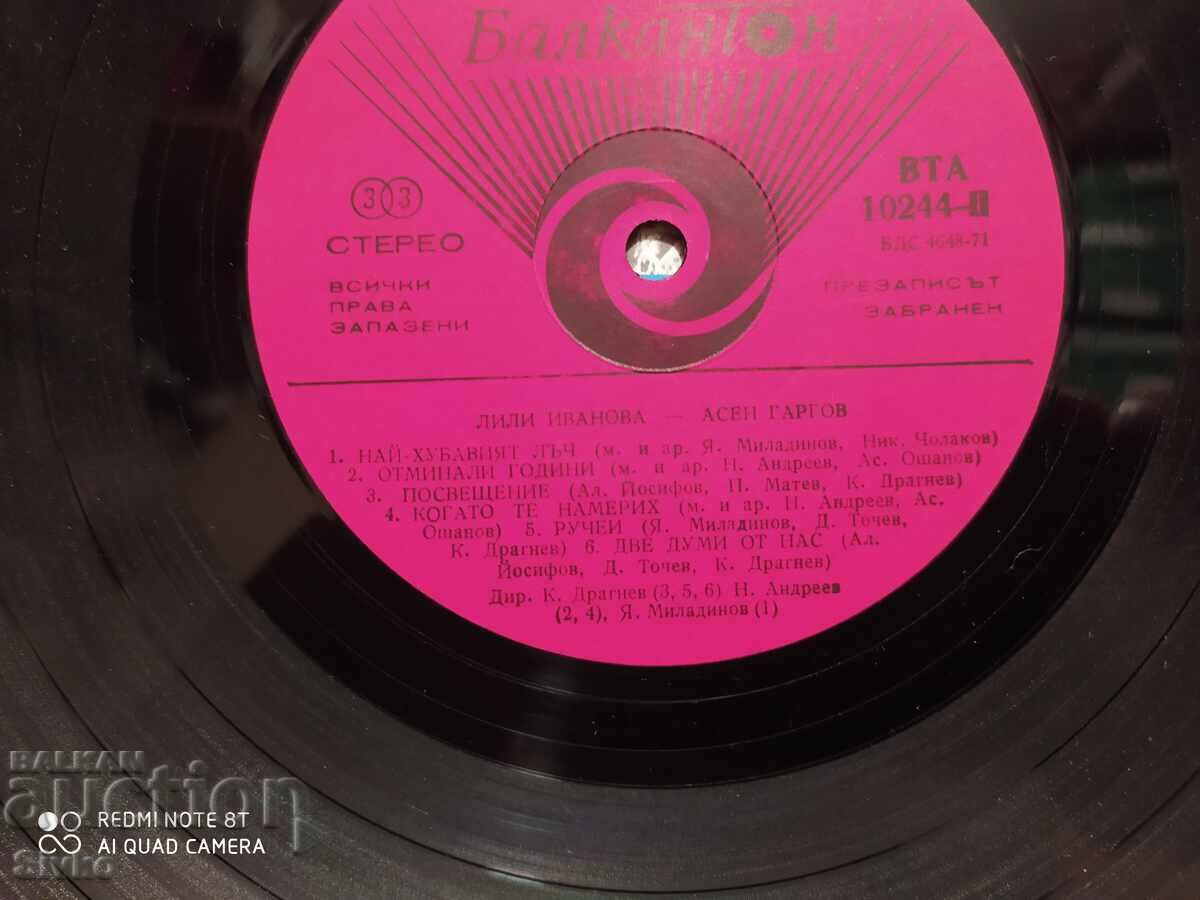 Балкантон
33
СТЕРЕО
ВСИЧКИ
ПРАВА
ЗАПАЗЕНИ
ВТА
10244-II
БДС 4648-71
ПРЕЗАПИСЪТ
ЗАБРАНЕН
ЛИЛИ ИВАНОВА — АСЕН ГАРГОВ
1. НАЙ-ХУБАВИЯТ ЛЪЧ (м. и ар. Я. Миладинов, Ник. Чолаков)
2. ОТМИНАЛИ ГОДИНИ (м. и ар. Н. Андреев, Ас. Ошанов)
3. ПОСВЕЩЕНИЕ (Ал. Йосифов, П. Матев, К. Драгнев)
4. КОГАТО ТЕ НАМЕРИХ (м. и ар. Н. Андреев, Ас.
Ошанов) 5. РУЧЕИ (Я. Миладинов, Д. Точев,
К. Драгнев) 6. ДВЕ ДУМИ ОТ НАС (Ал.
Йосифов, Д. Точев, К. Драгнев)
Дир. К. Драгнев (3, 5, 6) Н. Андреев
(2, 4), Я. Миладинов (1)
BALKAN
auction
REDMI NOTE 8T
AI QUAD CAMERA